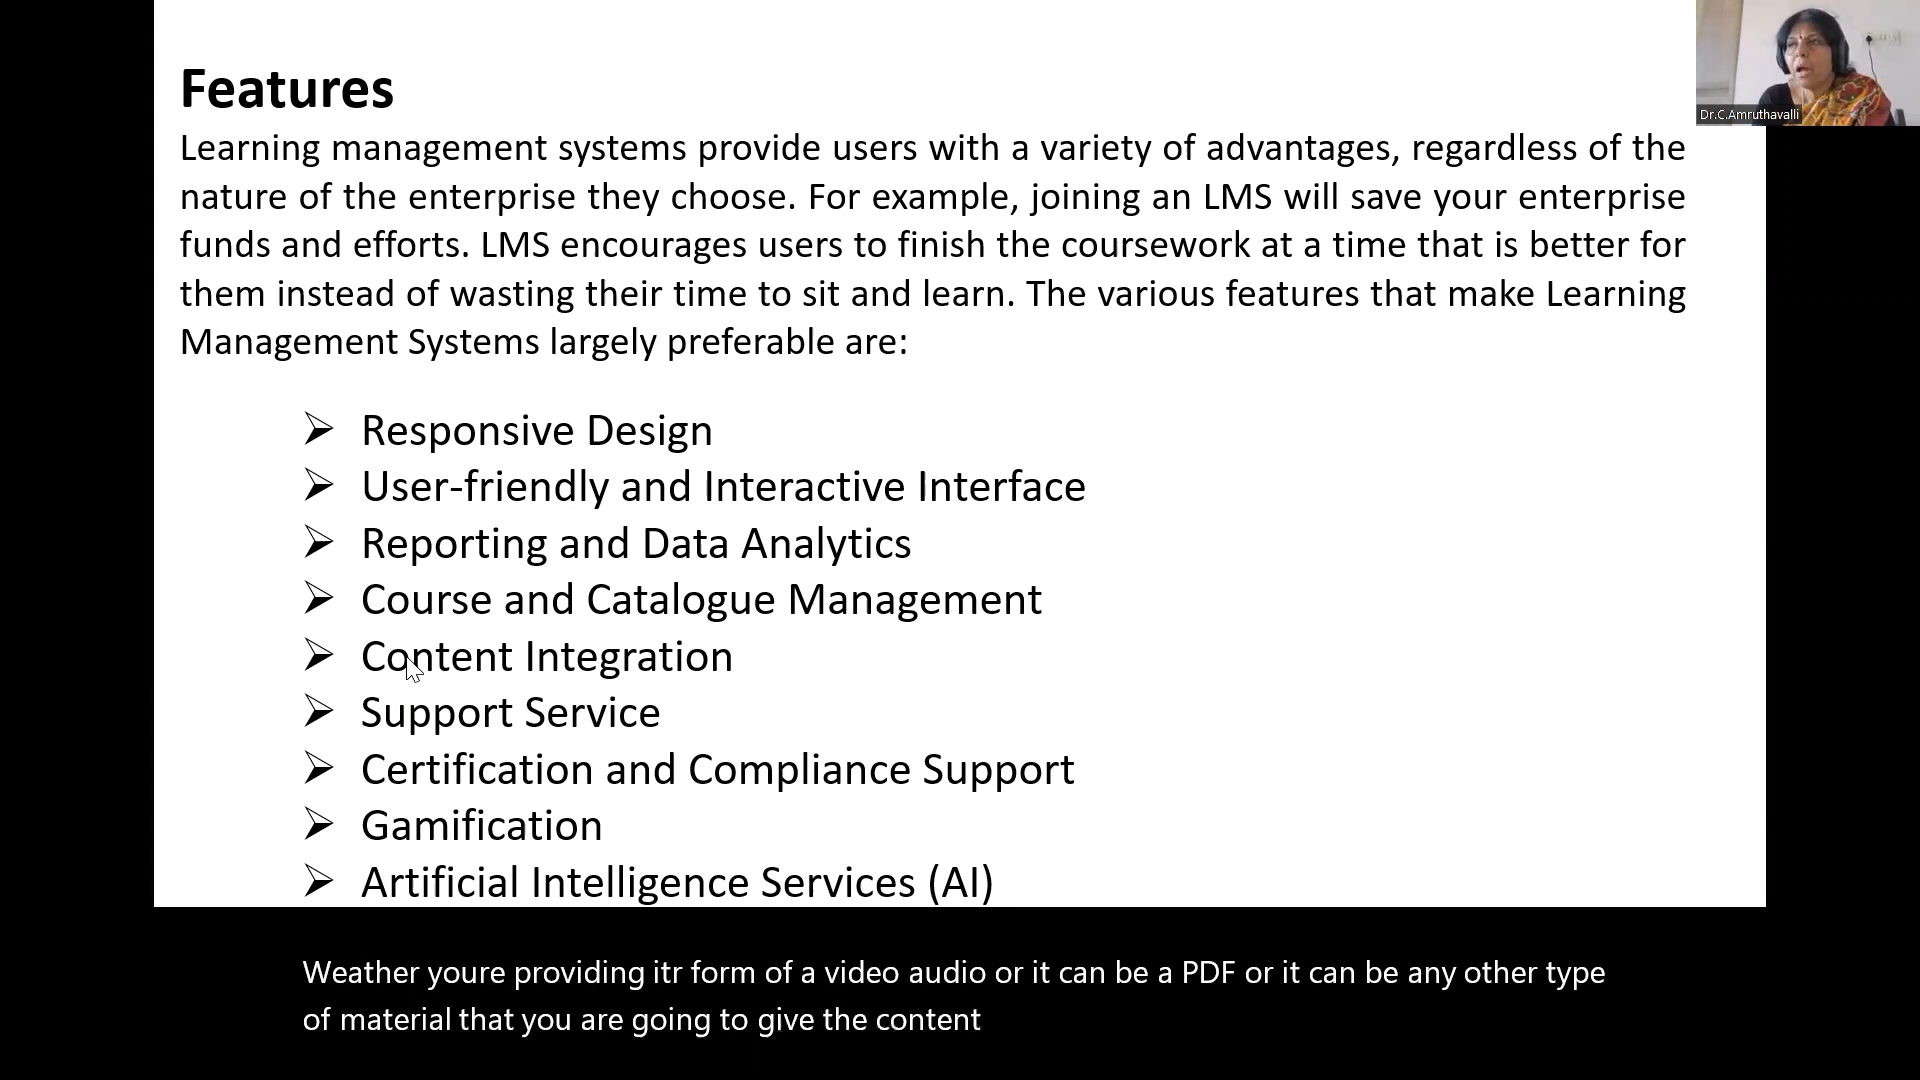 Features
Dr.C.Amruthavalli
Learning management systems provide users with a variety of advantages, regardless of the
nature of the enterprise they choose. For example, joining an LMS will save your enterprise
funds and efforts. LMS encourages users to finish the coursework at a time that is better for
them instead of wasting their time to sit and learn. The various features that make Learning
Management Systems largely preferable are:
➢ Responsive Design
➢ User-friendly and Interactive Interface
➢ Reporting and Data Analytics
➢ Course and Catalogue Management
➢ Content Integration
➢ Support Service
➢ Certification and Compliance Support
➢ Gamification
➢ Artificial Intelligence Services (AI)
Weather youre providing itr form of a video audio or it can be a PDF or it can be any other type
of material that you are going to give the content